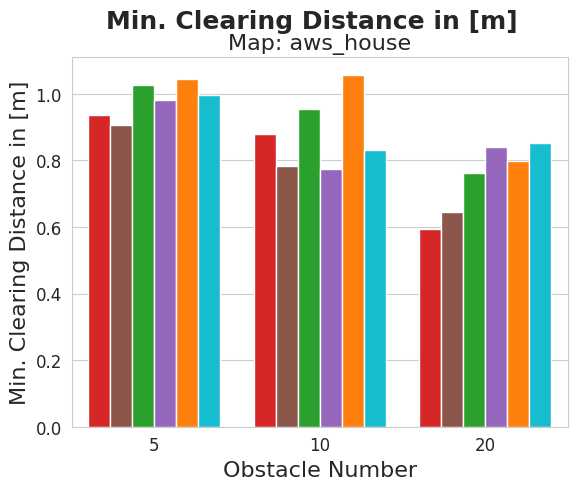 Min. Clearing Distance in [m]
Map: aws_house
Min. Clearing Distance in [m]
1.0
0.8
0.6
0.4
0.2
0.0
5
10
20
Obstacle Number